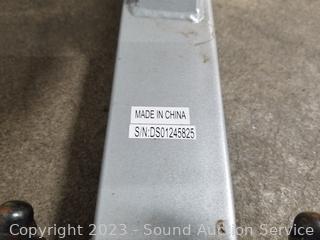 MADE IN CHINA
S/N:DS01245825
Copyright 2023 - Sound Auction Service